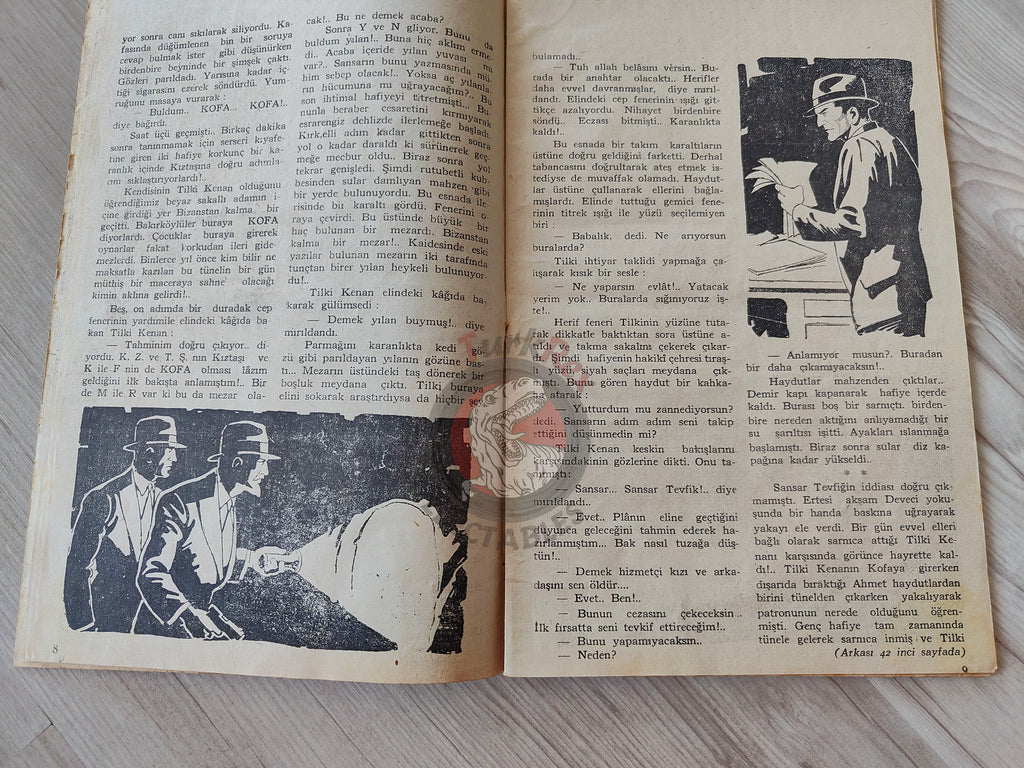 yor sonra canı sıkılarak siliyordu. Ka-
fasında düğümlenen bin bir soruya
cevap bulmak ister gibi düşünürken
birdenbire beyninde bir şimşek çaktı.
Gözleri parıldadı. Yarısına kadar iç-
tiği sigarasını ezerek söndürdü. Yum-
ruğunu masaya vurarak :
— Buldum.. KOFA... KOFA!..
diye bağırdı.
Saat üçü geçmişti. Birkaç dakika
sonra tanınmamak için serseri kıyafe-
tine giren iki hafiye korkunç bir ka-
ranlık içinde Kıztaşına doğru adımla-
rını sıklaştırıyorlardı!..
Kendisinin Tilki Kenan olduğunu
öğrendiğimiz beyaz sakallı adamın i-
çine girdiği yer Bizanstan kalma bir
geçitti. Bakırköylüler buraya KOFA
diyorlardı. Çocuklar buraya girerek
oynarlar fakat korkudan ileri gide-
mezlerdi. Binlerce yıl önce kim bilir ne
maksatla kazılan bu tünelin bir gün
müthiş bir maceraya sahne olacağı
kimin aklına gelirdi!..
Beş, on adımda bir duradak cep
fenerinin yardımile elindeki kâğıda ba-
kan Tilki Kenan :
— Tahminim doğru çıkıyor.. di-
yordu. K. Z. ve T. Ş. nın Kıztaşı ve
K ile F nin de KOFA olması lâzım
geldiğini ilk bakışta anlamıştım!.. Bir
de M ile R var ki bu da mezar ola-
cak!.. Bu ne demek acaba?
Sonra Y ve N gliyor. Bunu da
buldum yılan!.. Buna hiç aklım erme
di.. Acaba içeride yılan yuvası mı
var?.. Sansarın bunu yazmasında mü-
him sebep olacak!.. Yoksa aç yılanla-
rın hücumuna mı uğrayacağım?.. Bu
son ihtimal hafiyeyi titretmişti... Bu-
nunla beraber cesaretini kırmıyarak
esrarengiz dehlizde ilerlemeğe başladı.
Kırk,elli adım kadar gittikten sonra
yol o kadar daraldı ki sürünerek geç-
meğe mecbur oldu.. Biraz sonra yol
tekrar genişledi. Şimdi rutubetli kub-
besinden sular damlıyan mahzen gibi
bir yerde bulunuyordu. Bu esnada ile-
risinde bir karaltı gördü. Fenerini o-
raya çevirdi. Bu üstünde büyük bir
haç bulunan bir mezardı. Bizanstan
kalma bir mezar!.. Kaidesinde eski
yazılar bulunan mezarın iki tarafında
tunçtan birer yılan heykeli bulunuyor-
du!..
Tilki Kenan elindeki kâğıda ba-
karak gülümsedi :
— Demek yılan buymuş!.. diye
mırıldandı.
Parmağını karanlıkta kedi gö-
zü gibi parıldayan yılanın gözüne bas-
tı... Mezarın üstündeki taş dönerek bir
boşluk meydana çıktı. Tilki buraya
elini sokarak araştırdıysa da hiçbir şey
8
bulamadı..
— Tuh allah belâsını vèrsin.. Bu-
rada bir anahtar olacaktı.. Herifler
daha evvel davranmışlar, diye mırıl-
dandı. Elindeki cep fenerinin ışığı git-
tikçe azalıyordu. Nihayet birdenbire
söndü.. Eczası bitmişti.. Karanlıkta
kaldı!..
Bu esnada bir takım karaltıların
üstüne doğru geldiğini farketti. Derhal
tabancasını doğrultarak ateş etmek is-
tediyse de muvaffak olamadı. Haydut-
lar üstüne çullanarak ellerini bağla-
mışlardı. Elinde tuttuğu gemici fene-
rinin titrek ışığı ile yüzü seçilemiyen
biri :
— Babalık. dedi. Ne arıyorsun
buralarda?
Tilki ihtiyar taklidi yapmağa ça-
lışarak kısık bir sesle :
— Ne yaparsın evlât!.. Yatacak
yerim yok.. Buralarda sığınıyoruz iş-
te!..
Herif feneri Tilkinin yüzüne tuta-
rak dikkatle baktıktan sora üstüne a-
tıldı ve takma sakalını çekerek çıkar-
dı. Şimdi hafiyenin hakikî çehresi tıraş-
lı yüzü siyah saçları meydana çık-
mıştı. Bunu gören haydut bir kahka-
ha atarak :
— Yutturdum mu zannediyorsun?
dedi. Sansarın adım adım seni takip
ettiğini düşünmedin mi?
Tilki Kenan keskin bakışlarını
karşısındakinin gözlerine dikti. Onu ta-
nımıştı:
— Sansar... Sansar Tevfik!.. diye
mırıldandı..
— Evet.. Plânın eline geçtiğini
duyunca geleceğini tahmin ederek ha-
zırlanmıştım... Bak nasıl tuzağa düş-
tün!..
— Demek hizmetçi kızı ve arka-
daşını sen öldür....
— Evet.. Ben!..
— Bunun cezasını çekeceksin..
İlk fırsatta seni tevkif ettireceğim!..
— Bunu yapamıyacaksın..
— Neden?
— Anlamıyor musun?. Buradan
bir daha çıkamıyacaksın!..
Haydutlar mahzenden çıktılar..
Demir kapı kapanarak hafiye içerde
kaldı. Burası boş bir sarnıçtı. birden-
bire nereden aktığını anlıyamadığı bir
su şarıltısı işitti. Ayakları ıslanmağa
başlamıştı. Biraz sonra sular diz ka-
pağına kadar yükseldi..
* *
Sansar Tevfiğin iddiası doğru çık-
mamıştı. Ertesi akşam Deveci yoku-
şunda bir handa baskına uğrayarak
yakayı ele verdi. Bir gün evvel elleri
bağlı olarak sarnıca attığı Tilki Ke-
nanı karşısında görünce hayrette kal-
dı!.. Tilki Kenanın Kofaya girerken
dışarıda bıraktığı Ahmet haydutlardan
birini tünelden çıkarken yakalıyarak
patronunun nerede olduğunu öğren-
mişti. Genç hafiye tam zamanında
tünele gelerek sarnıca inmiş ve Tilki
(Arkası 42 inci sayfada)
9